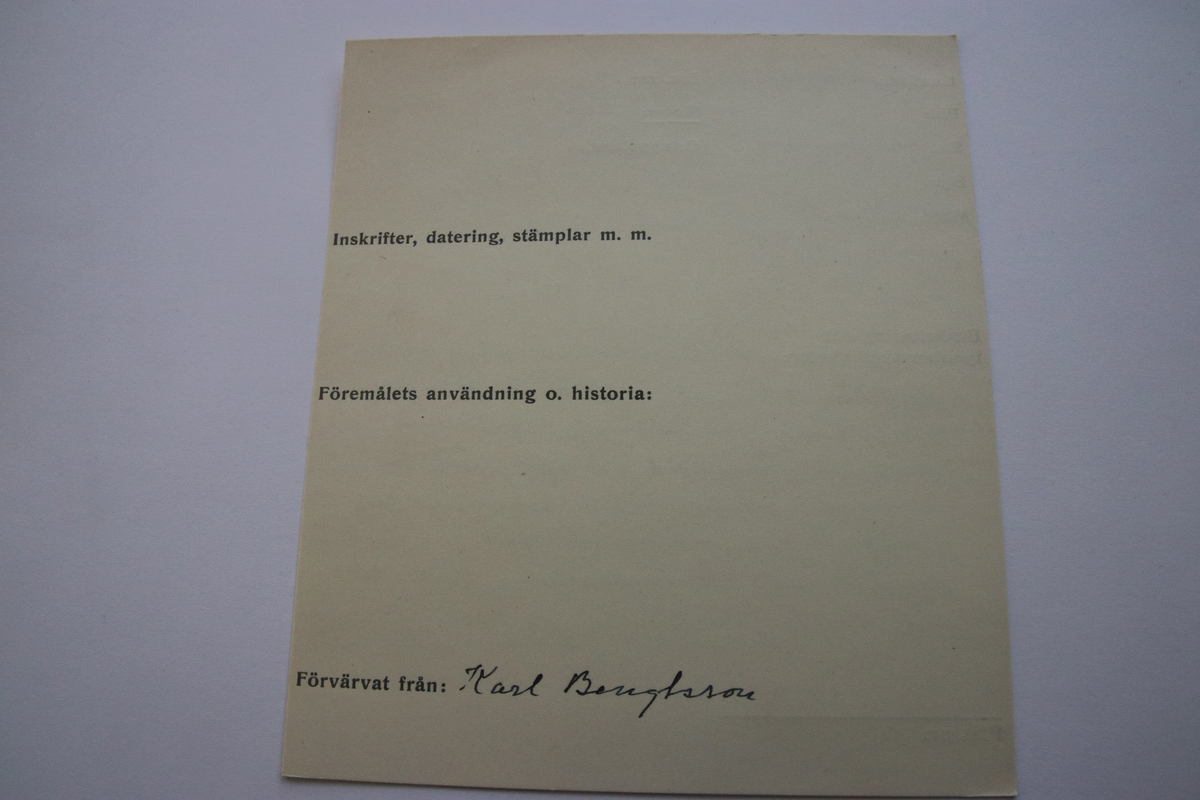 Inskrifter, datering, stämplar m. m.
Föremålets användning o. historia:
Förvärvat från: Karl Bengtsson